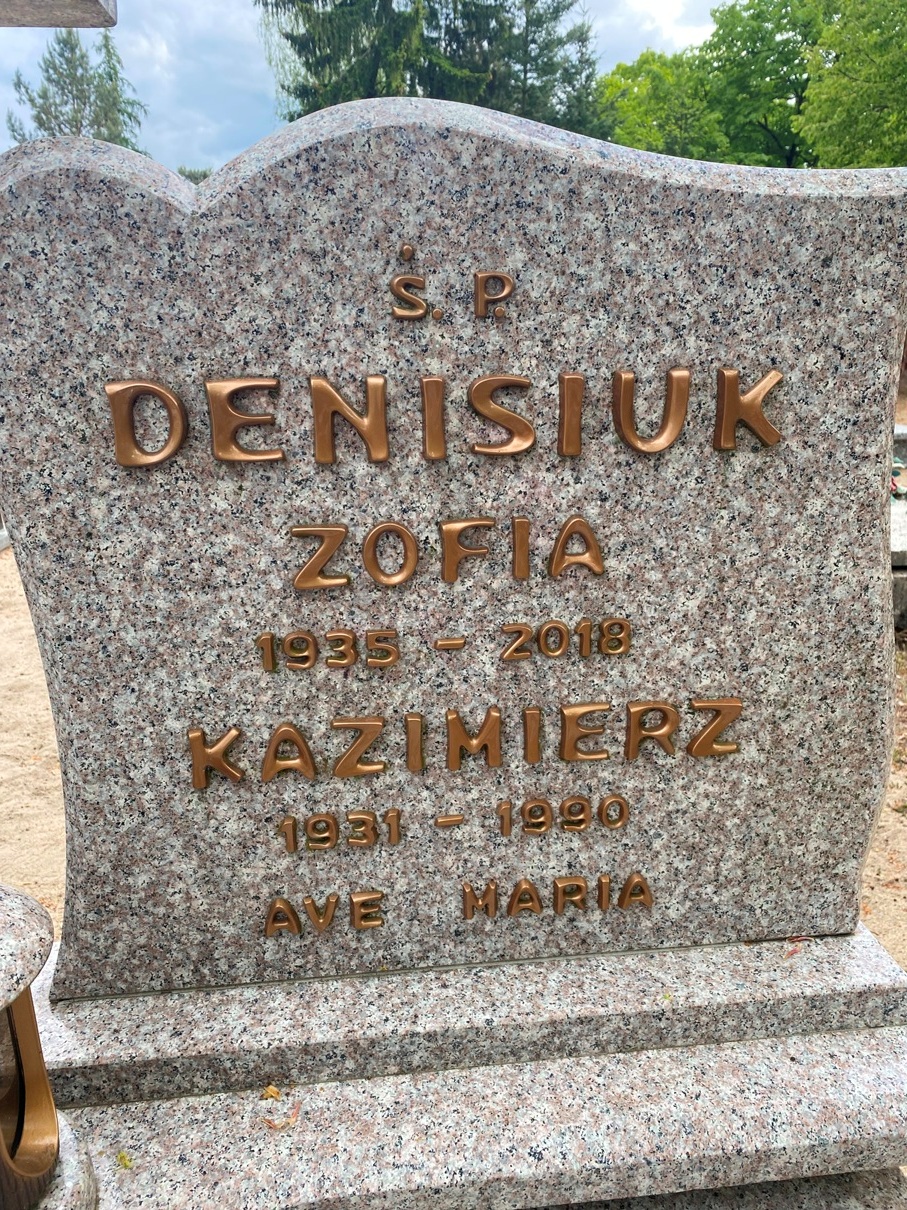 Ś. P.
DENISIUK
ZOFIA
1935 - 2018
KAZIMIERZ
1931 - 1990
AVE MARIA